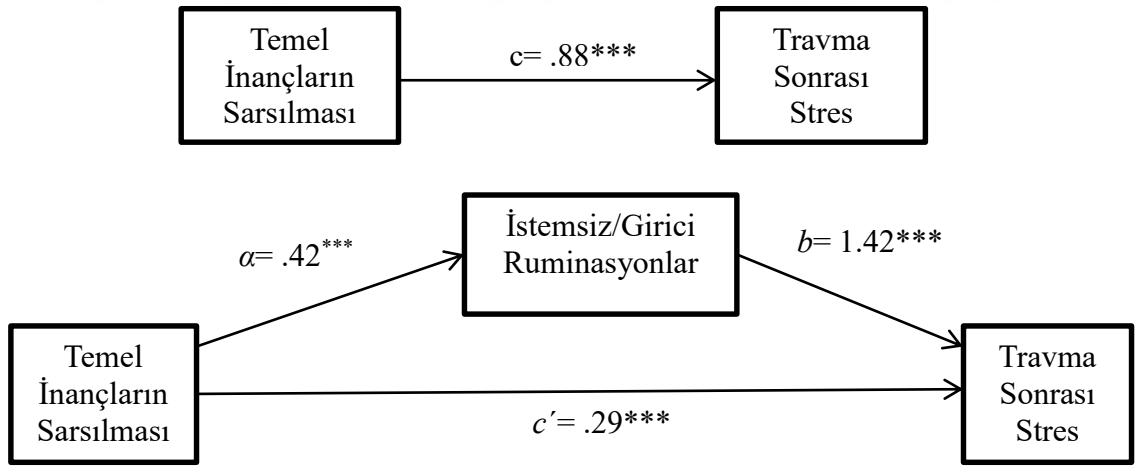 Temel
İnançların
Sarsılması
c= .88***
Travma
Sonrası
Stres
İstemsiz/Girici
Ruminasyonlar
α= .42***
b= 1.42***
Temel
İnançların
Sarsılması
c´= .29***
Travma
Sonrası
Stres